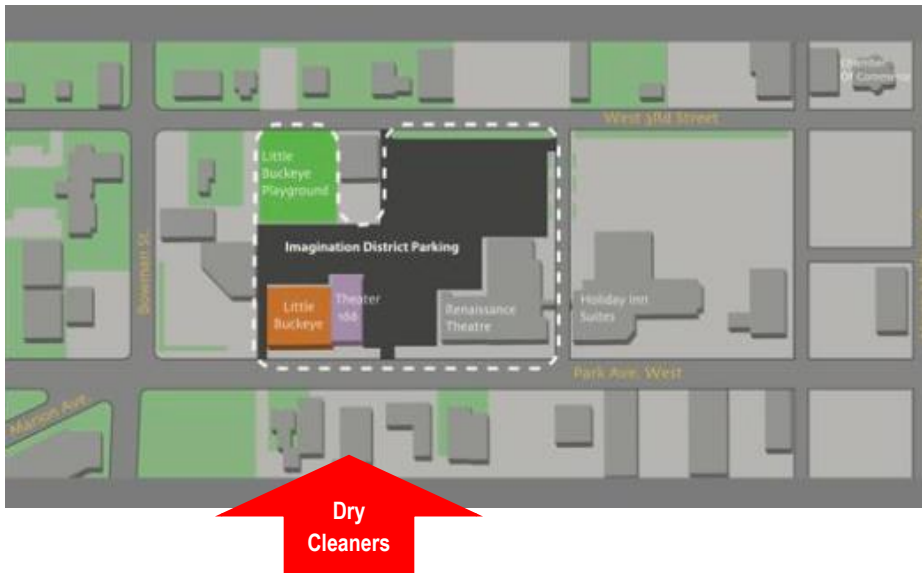 Chamber
Of Commerce
West 3Rd Street
Little
Buckeye
Playground
Bowman St.
Imagination District Parking
Little
Buckeye
Theater
166
Renaissance
Theatre
Holiday Inn
Suites
Park Ave. West
Marion Ave.
Dry
Cleaners